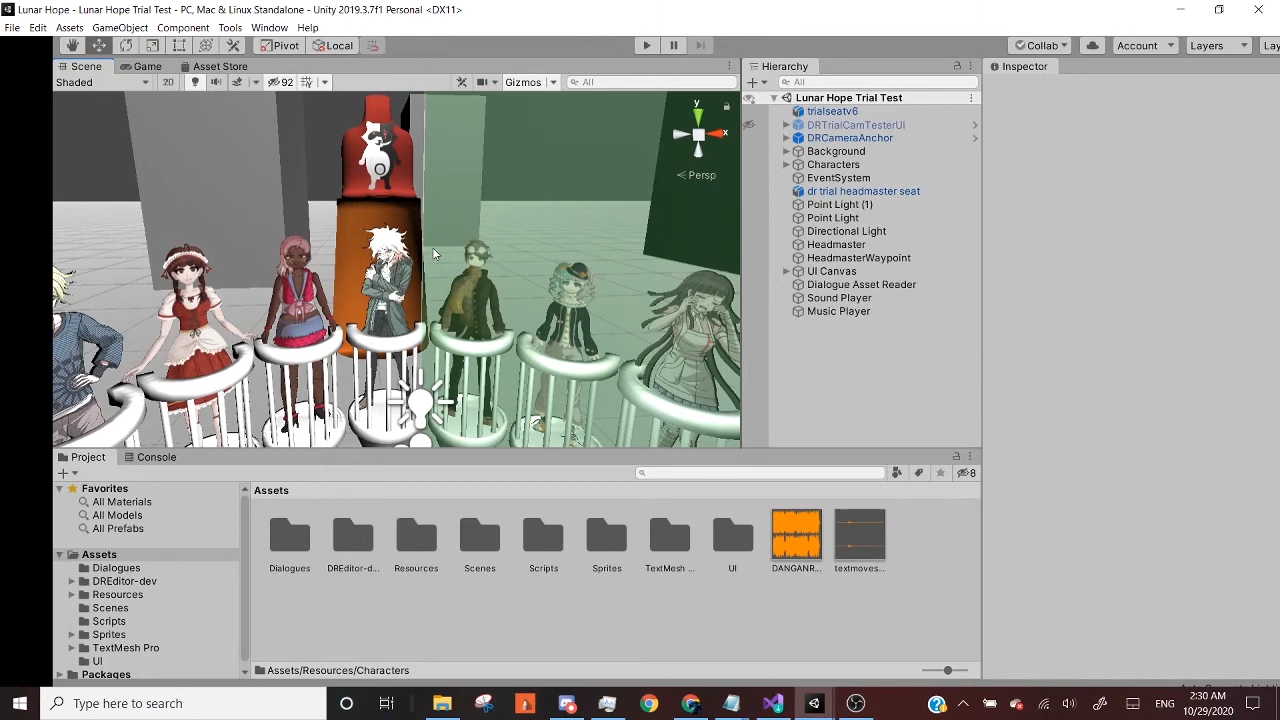 Lunar Hope - Lunar Hope Trial Test - PC, Mac & Linux Standalone - Unity 2019.3.7f1 Personal <DX11>
File Edit Assets GameObject Component Tools Window Help
Pivot Local Collab Account Layers Lay
Scene Game Asset Store
Shaded 2D 92 Gizmos All
y
x
Persp
Hierarchy
All
Lunar Hope Trial Test
trialseatv6
DRTrialCamTesterUI
DRCameraAnchor
Background
Characters
EventSystem
dr trial headmaster seat
Point Light (1)
Point Light
Directional Light
Headmaster
HeadmasterWaypoint
UI Canvas
Dialogue Asset Reader
Sound Player
Music Player
Inspector
Project Console
8
Favorites
All Materials
All Models
All Prefabs
Assets
Dialogues
DREditor-dev
Resources
Scenes
Scripts
Sprites
TextMesh Pro
UI
Packages
Assets
Dialogues DREditor-d... Resources Scenes Scripts Sprites TextMesh ... UI DANGANR... textmoves...
Assets/Resources/Characters
Type here to search
ENG
2:30 AM
10/29/2020